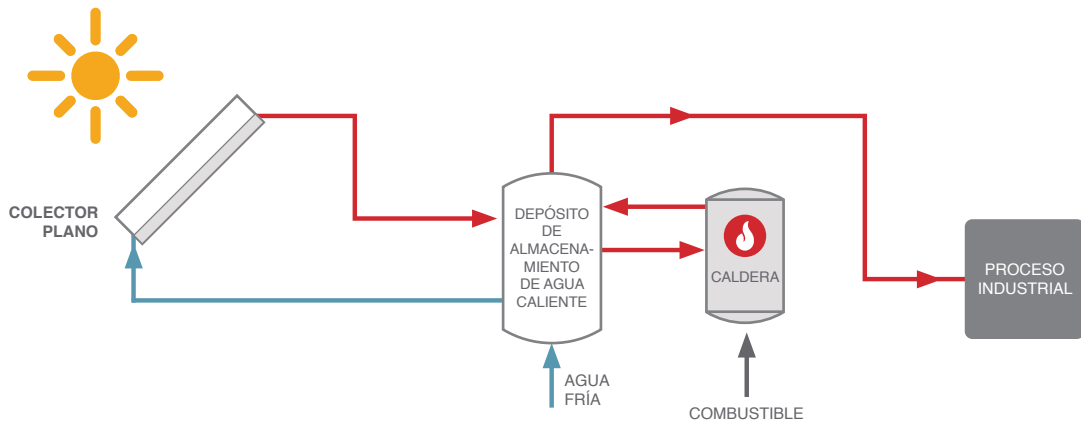 COLECTOR
PLANO
DEPÓSITO
DE
ALMACENA-
MIENTO
DE AGUA
CALIENTE
CALDERA
PROCESO
INDUSTRIAL
AGUA
FRÍA
COMBUSTIBLE